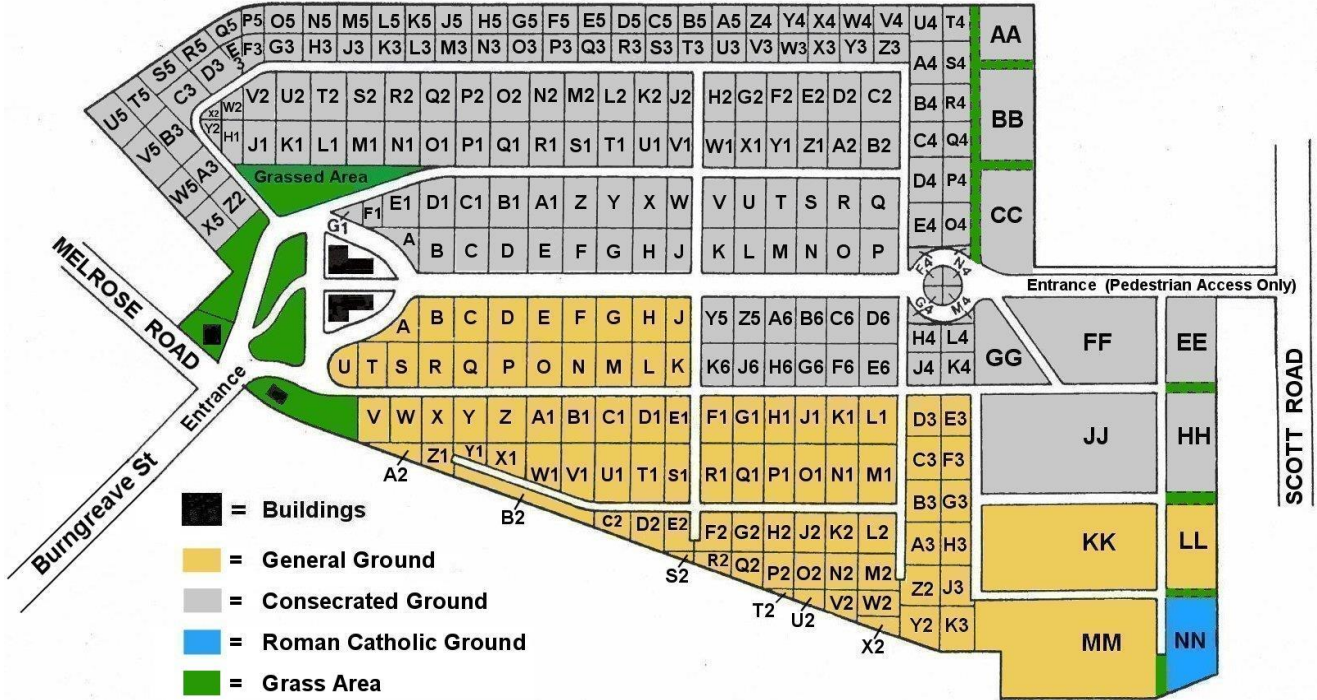 P5 O5 N5 M5 L5 K5 J5 H5 G5 F5 E5 D5 C5 B5 A5 Z4 Y4 X4 W4 V4 U4 T4
U5 T5 S5 R5 Q5
F3 G3 H3 J3 K3 L3 M3 N3 O3 P3 Q3 R3 S3 T3 U3 V3 W3 X3 Y3 Z3
V5 B3 C3 D3 E3
AA
A4 S4
W2 V2 U2 T2 S2 R2 Q2 P2 O2 N2 M2 L2 K2 J2 H2 G2 F2 E2 D2 C2 B4 R4
X2
BB
Y2 H1 J1 K1 L1 M1 N1 O1 P1 Q1 R1 S1 T1 U1 V1 W1 X1 Y1 Z1 A2 B2 C4 Q4
W5 A3
X5 Z2
Grassed Area
D4 P4
G1 F1 E1 D1 C1 B1 A1 Z Y X W V U T S R Q
CC
E4 O4
A B C D E F G H J K L M N O P
F4 N4
G4 M4
MELROSE ROAD
Entrance (Pedestrian Access Only)
A B C D E F G H J Y5 Z5 A6 B6 C6 D6
H4 L4
FF EE
GG
U T S R Q P O N M L K K6 J6 H6 G6 F6 E6 J4 K4
Entrance
SCOTT ROAD
V W X Y Z A1 B1 C1 D1 E1 F1 G1 H1 J1 K1 L1 D3 E3
JJ HH
A2 Z1 Y1 X1 W1 V1 U1 T1 S1 R1 Q1 P1 O1 N1 M1 C3 F3
Burngreave St
B3 G3
B2 C2 D2 E2 F2 G2 H2 J2 K2 L2
A3 H3
KK LL
S2 R2 Q2 P2 O2 N2 M2
Z2 J3
T2 U2 V2 W2
X2
Y2 K3
MM NN
= Buildings
= General Ground
= Consecrated Ground
= Roman Catholic Ground
= Grass Area